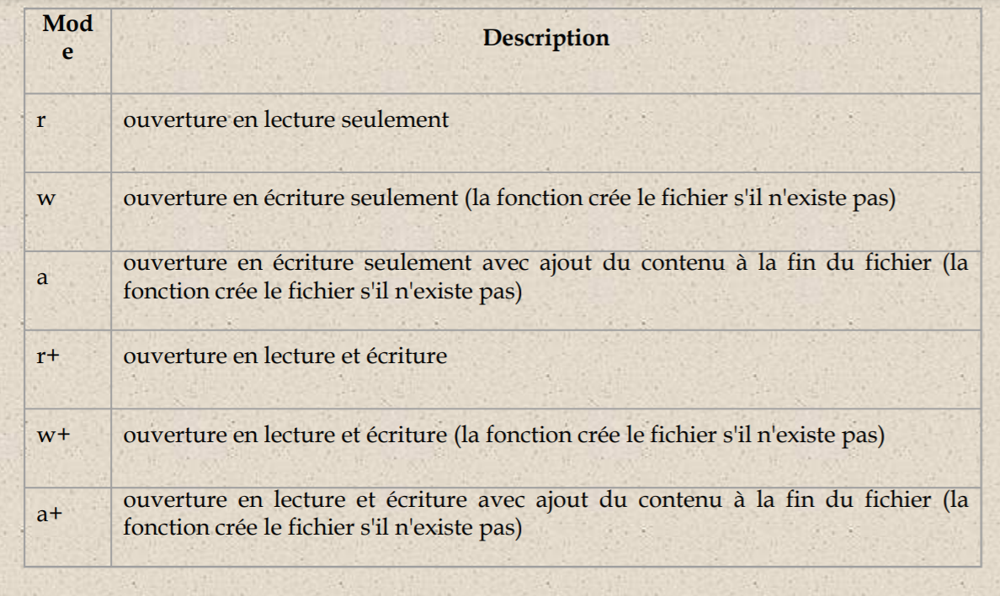 Mod
e
Description
r
ouverture en lecture seulement
w
ouverture en écriture seulement (la fonction crée le fichier s'il n'existe pas)
a
ouverture en écriture seulement avec ajout du contenu à la fin du fichier (la
fonction crée le fichier s'il n'existe pas)
r+
ouverture en lecture et écriture
w+
ouverture en lecture et écriture (la fonction crée le fichier s'il n'existe pas)
a+
ouverture en lecture et écriture avec ajout du contenu à la fin du fichier (la
fonction crée le fichier s'il n'existe pas)